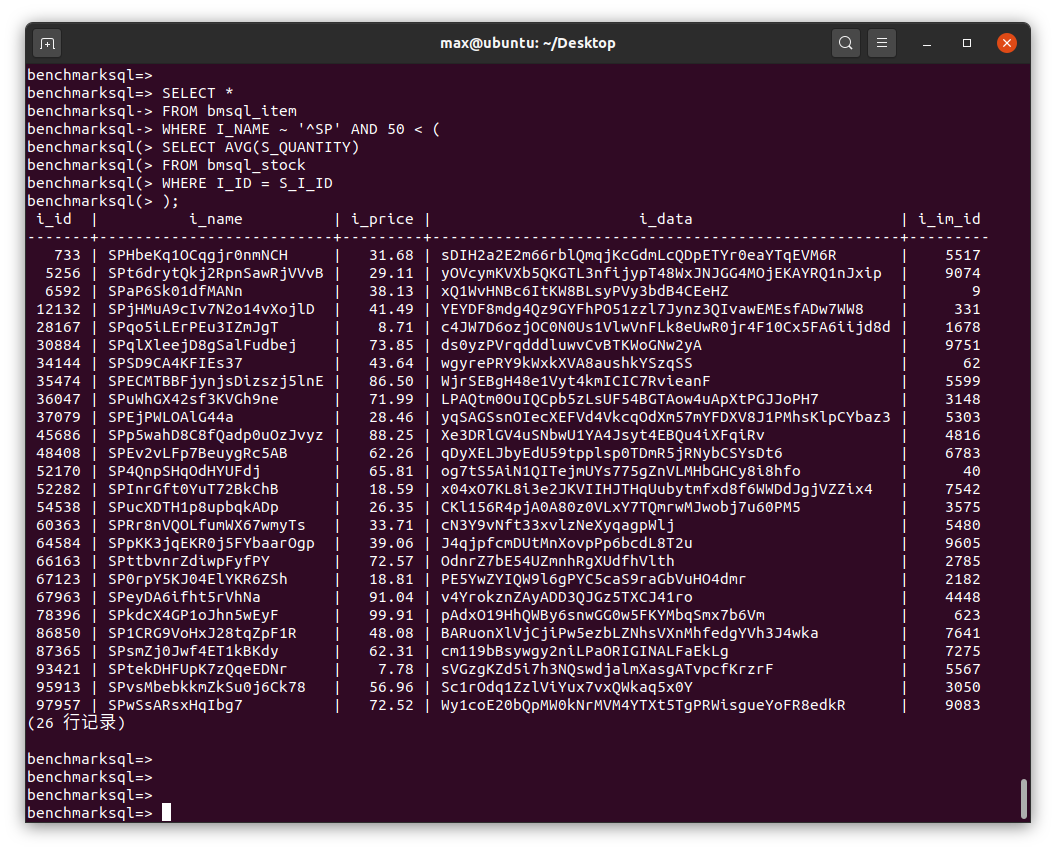 max@ubuntu: ~/Desktop
benchmarksql=>
benchmarksql=> SELECT *
benchmarksql-> FROM bmsql_item
benchmarksql-> WHERE I_NAME ~ '^SP' AND 50 < (
benchmarksql(> SELECT AVG(S_QUANTITY)
benchmarksql(> FROM bmsql_stock
benchmarksql(> WHERE I_ID = S_I_ID
benchmarksql(> );
 i_id  |          i_name          | i_price |                       i_data                       | i_im_id
-------+--------------------------+---------+----------------------------------------------------+---------
   733 | SPHbeKq1OCqgjr0nmNCH     |   31.68 | sDIH2a2E2m66rblQmqjKcGdmLcQDpETYr0eaYTqEVM6R       |    5517
  5256 | SPt6drytQkj2RpnSawRjVVvB |   29.11 | yOVcymKVXb5QKGTL3nfijypT48WxJNJGG4MOjEKAYRQ1nJxip  |    9074
  6592 | SPaP6Sk01dfMANn          |   38.13 | xQ1WvHNBc6ItKW8BLsyPVy3bdB4CEeHZ                   |       9
 12132 | SPjHMuA9cIv7N2o14vXojlD  |   41.49 | YEYDF8mdg4Qz9GYFhPO51zzl7Jynz3QIvawEMEsfADw7WW8    |     331
 28167 | SPqo5iLErPEu3IZmJgT      |    8.71 | c4JW7D6ozjOC0N0Us1VlwVnFLk8eUwR0jr4F10Cx5FA6iijd8d |    1678
 30884 | SPqlXleejD8gSalFudbej    |   73.85 | ds0yzPVrqdddluwvCvBTKWoGNw2yA                      |    9751
 34144 | SPSD9CA4KFIEs37          |   43.64 | wgyrePRY9kWxkXVA8aushkYSzqSS                       |      62
 35474 | SPECMTBBFjynjsDizszj5lnE |   86.50 | WjrSEBgH48e1Vyt4kmICIC7RvieanF                     |    5599
 36047 | SPuWhGX42sf3KVGh9ne      |   71.99 | LPAQtm0OuIQCpb5zLsUF54BGTAow4uApXtPGJJoPH7         |    3148
 37079 | SPEjPWLOAlG44a           |   28.46 | yqSAGSsnOIecXEFVd4VkcqOdXm57mYFDXV8J1PMhsKlpCYbaz3 |    5303
 45686 | SPp5wahD8C8fQadp0uOzJvyz |   88.25 | Xe3DRlGV4uSNbwU1YA4Jsyt4EBQu4iXFqiRv               |    4816
 48408 | SPEv2vLFp7BeuygRc5AB     |   62.26 | qDyXELJbyEdU59tpplsp0TDmR5jRNybCSYsDt6             |    6783
 52170 | SP4QnpSHqOdHYUFdj        |   65.81 | og7tS5AiN1QITejmUYs775gZnVLMHbGHCy8i8hfo           |      40
 52282 | SPInrGft0YuT72BkChB      |   18.59 | x04xO7KL8i3e2JKVIIHJTHqUubytmfxd8f6WWDdJgjVZZix4   |    7542
 54538 | SPucXDTH1p8upbqkADp      |   26.35 | CKl156R4pjA0A80z0VLxY7TQmrwMJwobj7u60PM5           |    3575
 60363 | SPRr8nVQOLfumWX67wmyTs   |   33.71 | cN3Y9vNft33xvlzNeXyqagpWlj                         |    5480
 64584 | SPpKK3jqEKR0j5FYbaarOgp  |   39.06 | J4qjpfcmDUtMnXovpPp6bcdL8T2u                       |    9605
 66163 | SPttbvnrZdiwpFyfPY       |   72.57 | OdnrZ7bE54UZmnhRgXUdfhVlth                         |    2785
 67123 | SP0rpY5KJ04ElYKR6ZSh     |   18.81 | PE5YwZYIQW9l6gPYC5caS9raGbVuHO4dmr                 |    2182
 67963 | SPeyDA6ifht5rVhNa        |   91.04 | v4YrokznZAyADD3QJGz5TXCJ41ro                       |    4448
 78396 | SPkdcX4GP1oJhn5wEyF      |   99.91 | pAdxO19HhQWBy6snwGG0w5FKYMbqSmx7b6Vm               |     623
 86850 | SP1CRG9VoHxJ28tqZpF1R    |   48.08 | BARuonXlVjCjiPw5ezbLZNhsVXnMhfedgYVh3J4wka         |    7641
 87365 | SPsmZj0Jwf4ET1kBKdy      |   62.31 | cm119bBsywgy2niLPaORIGINALFaEkLg                   |    7275
 93421 | SPtekDHFUpK7zQqeEDNr     |    7.78 | sVGzgKZd5i7h3NQswdjalmXasgATvpcfKrzrF              |    5567
 95913 | SPvsMbebkkmZkSu0j6Ck78   |   56.96 | Sc1rOdq1ZzlViYux7vxQWkaq5x0Y                       |    3050
 97957 | SPwSsARsxHqIbg7          |   72.52 | Wy1coE20bQpMW0kNrMVM4YTXt5TgPRWisgueYoFR8edkR      |    9083
(26 行记录)
benchmarksql=>
benchmarksql=>
benchmarksql=>
benchmarksql=>